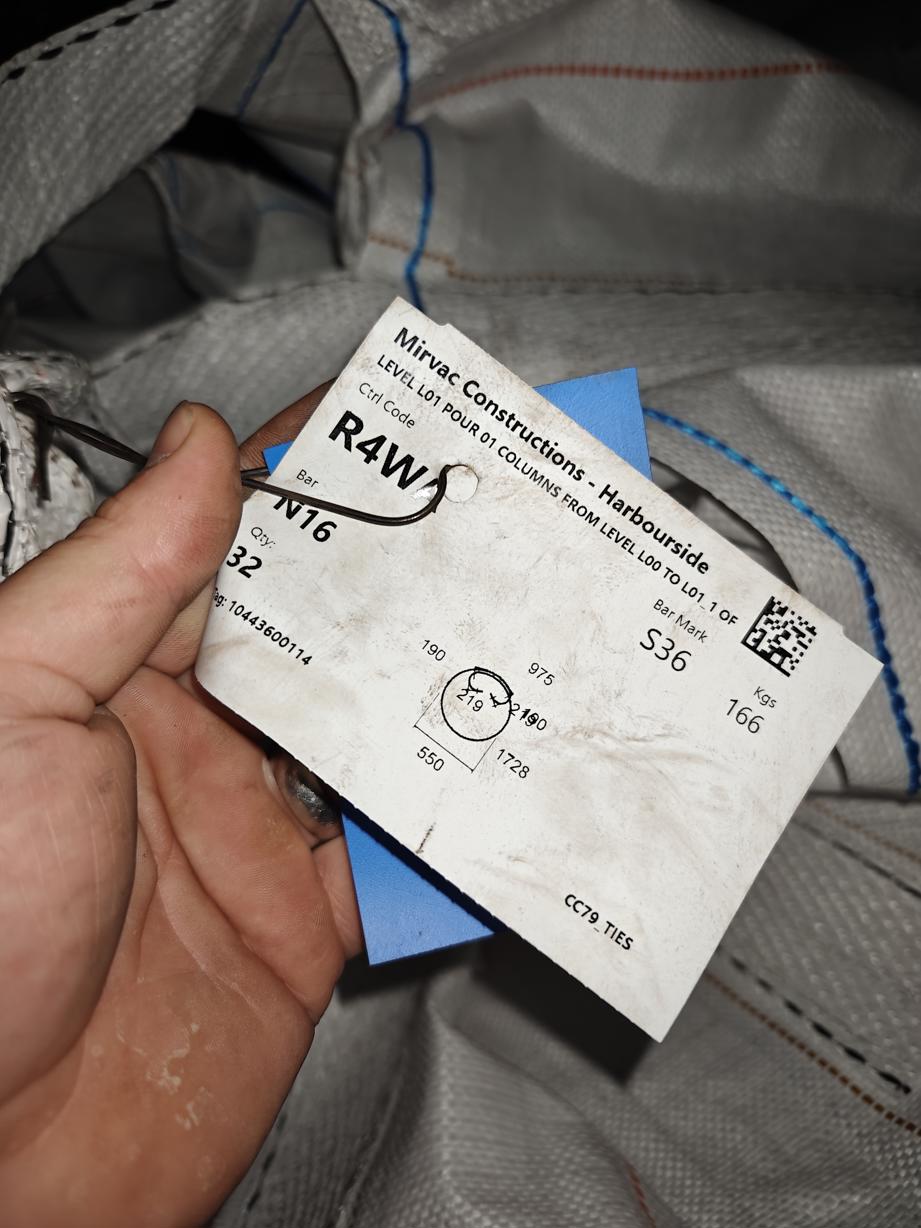 Mirvac Constructions - Harbourside
LEVEL L01 POUR 01 COLUMNS FROM LEVEL L00 TO L01_1 OF
Ctrl Code
Bar Mark
S36
Bar
N16
Kgs
166
Qty:
32
10443600114
190
975
219
550
1728
CC79_TIES